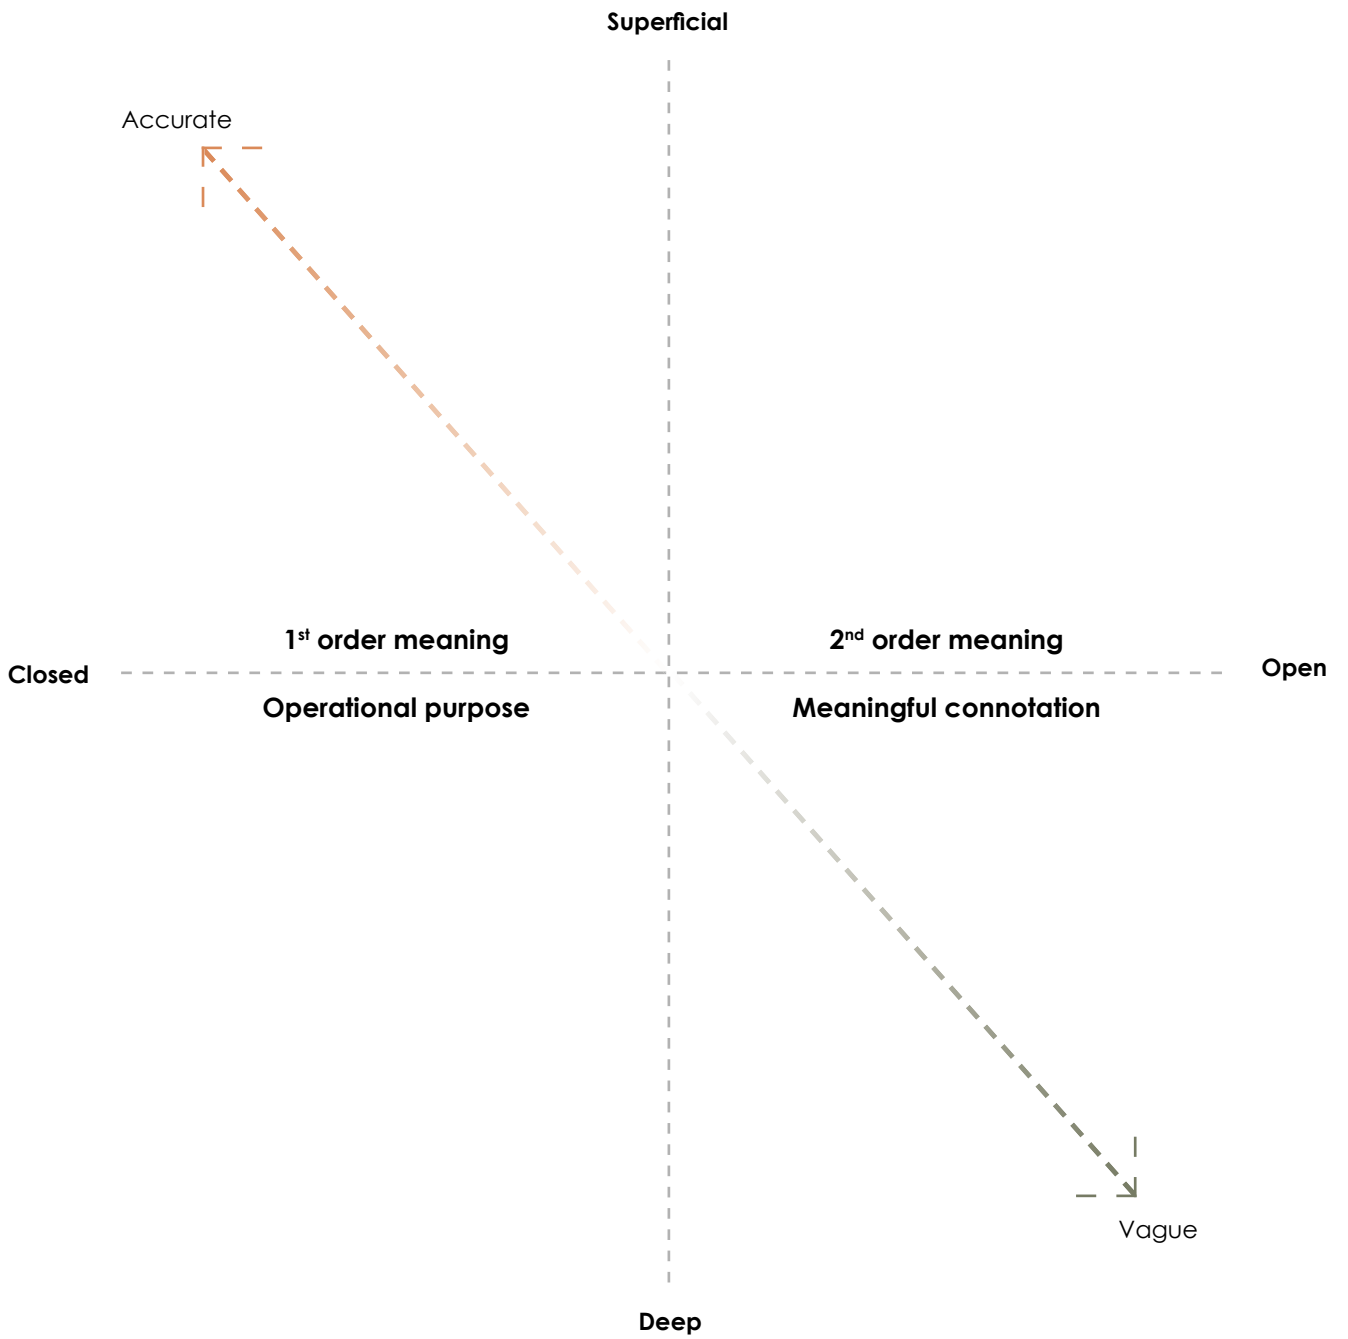 Superficial
Accurate
1st order meaning
2nd order meaning
Closed
Open
Operational purpose
Meaningful connotation
Vague
Deep